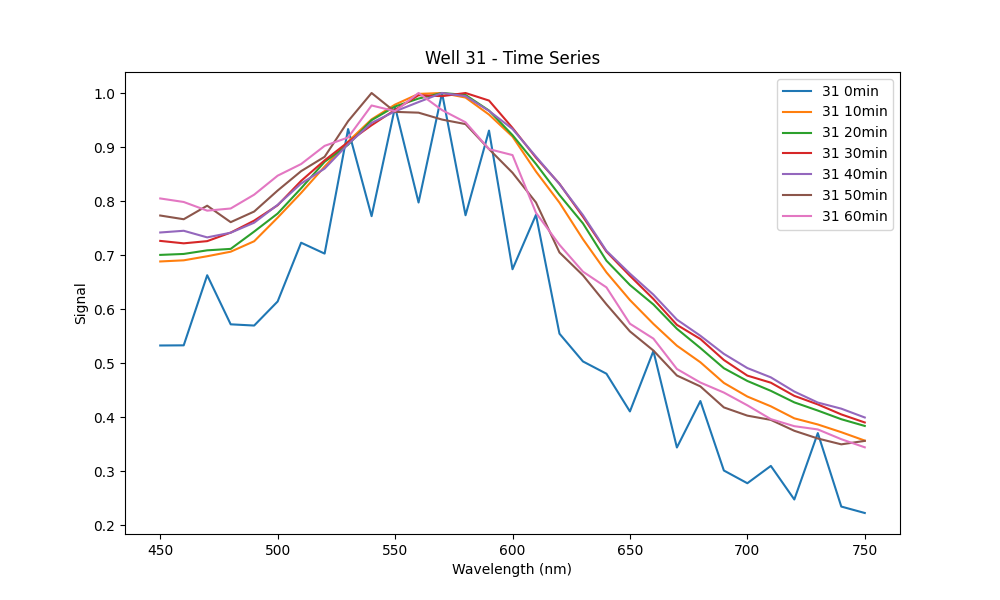 Well 31 - Time Series
Signal
1.0
0.9
0.8
0.7
0.6
0.5
0.4
0.3
0.2
31 0min
31 10min
31 20min
31 30min
31 40min
31 50min
31 60min
450 500 550 600 650 700 750
Wavelength (nm)